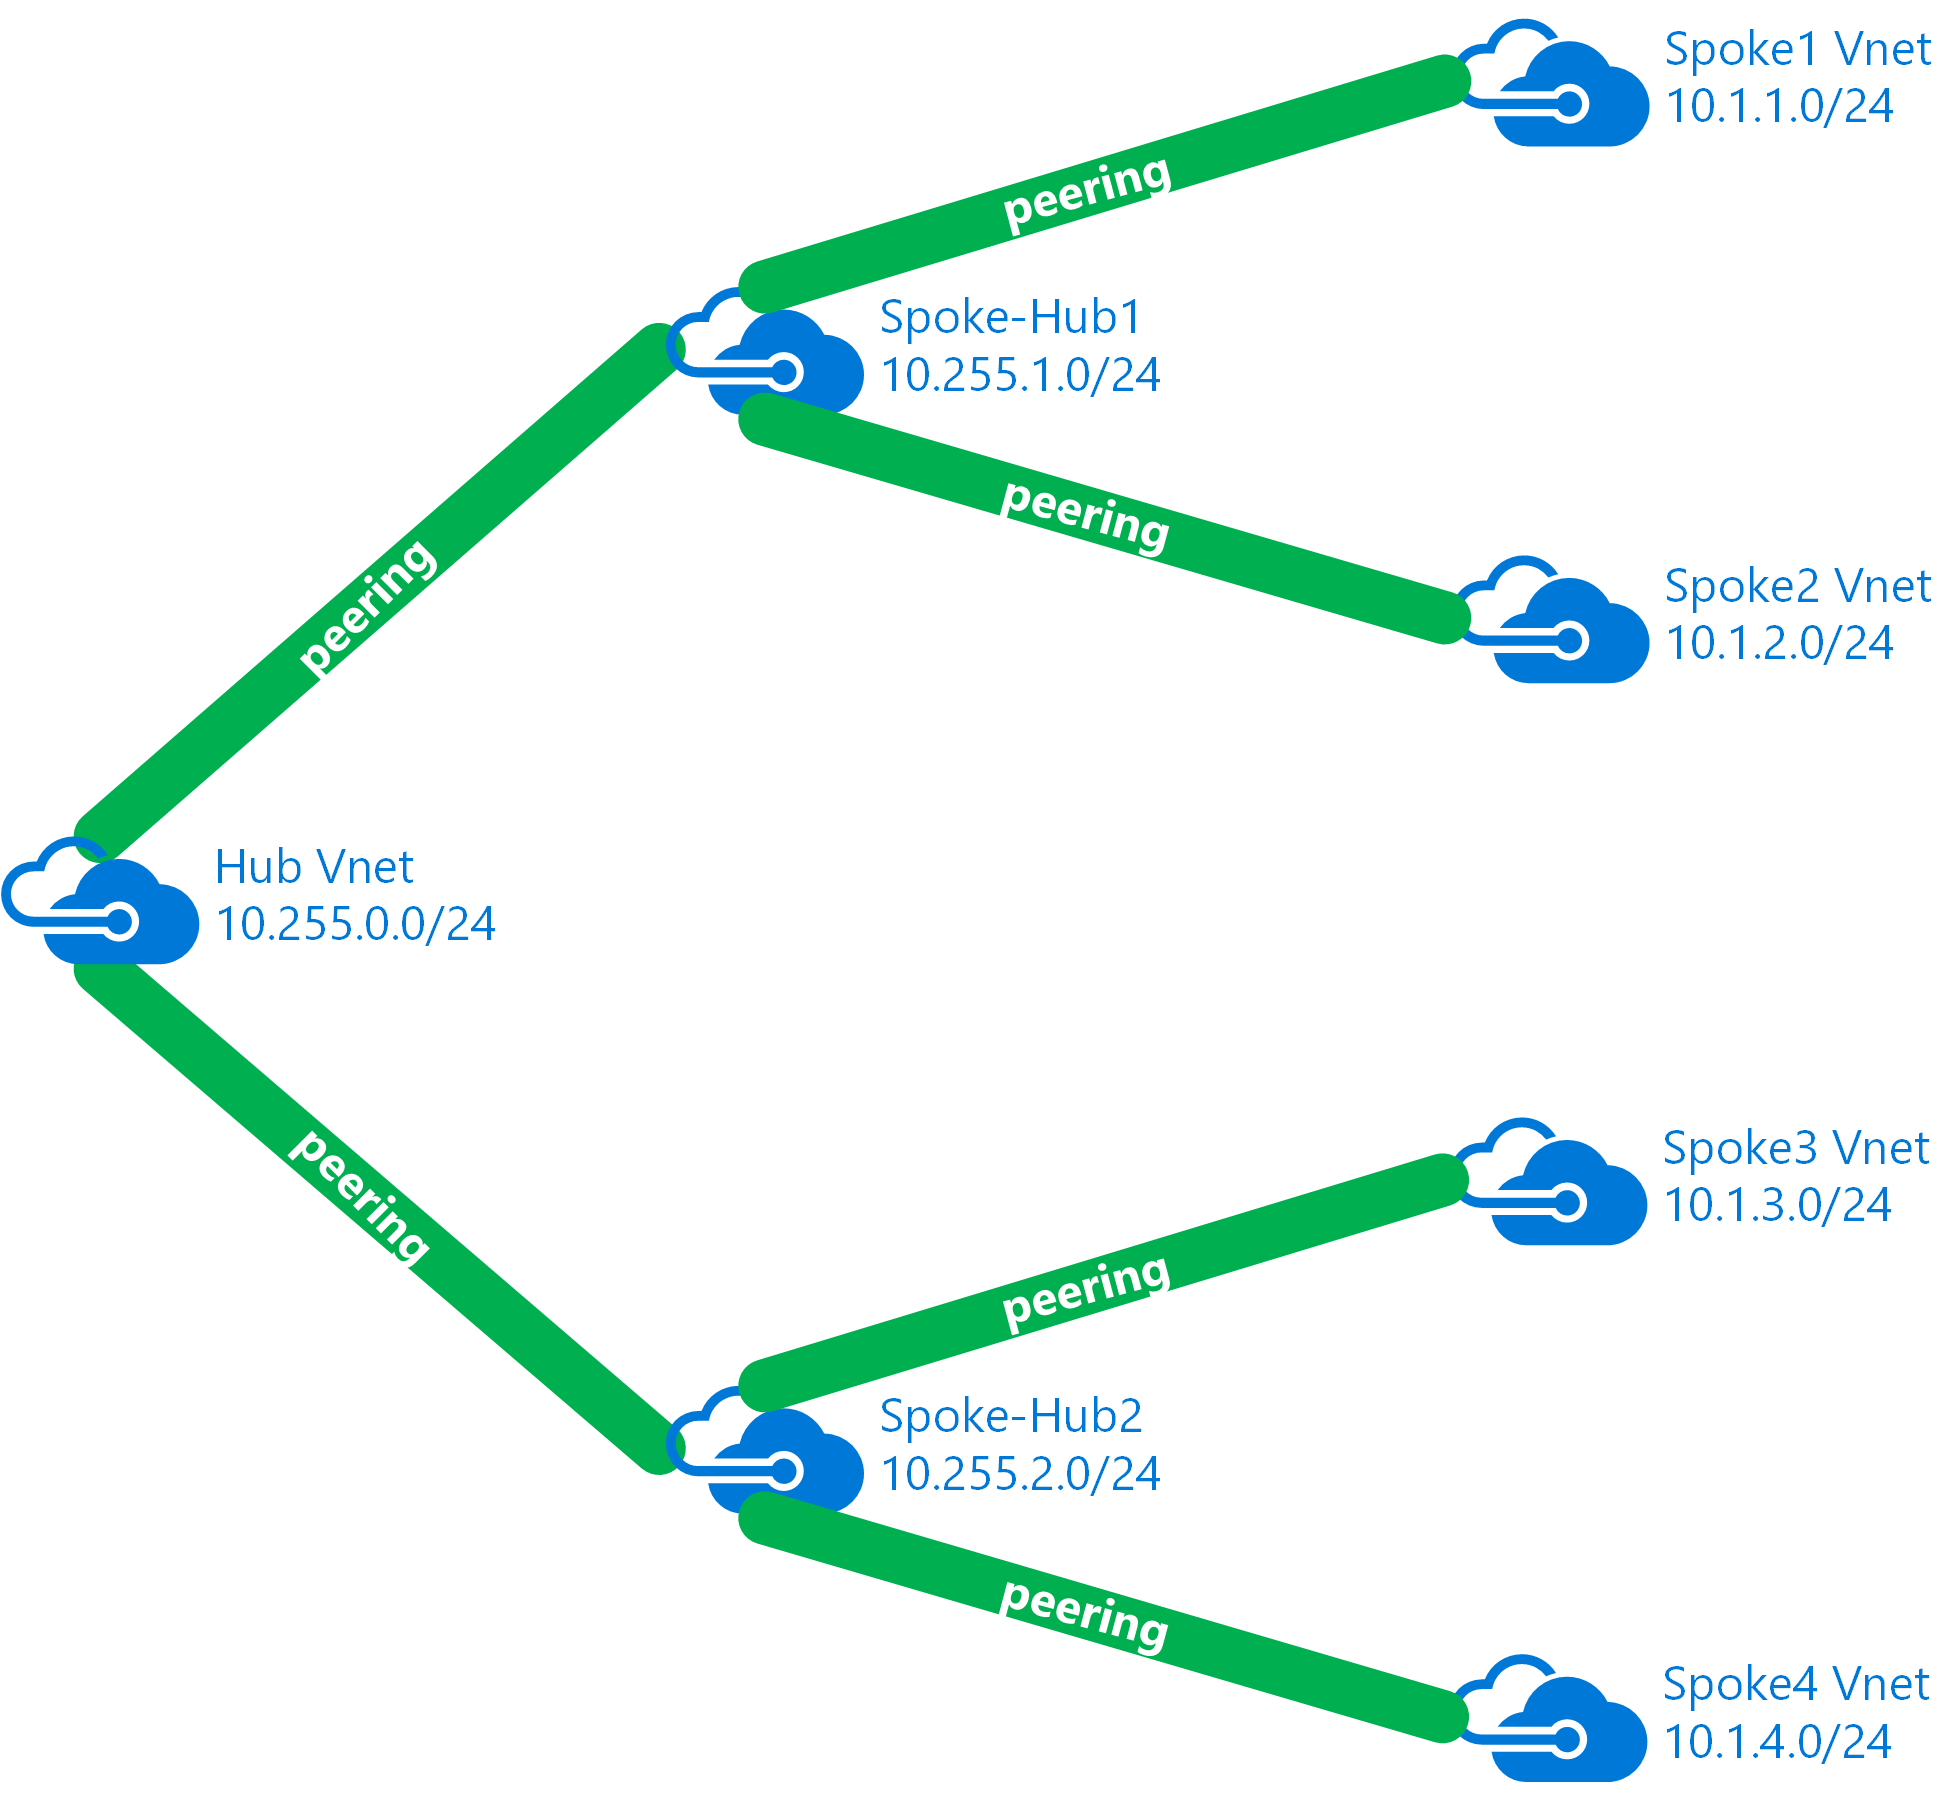 Spoke1 Vnet
10.1.1.0/24
peering
Spoke-Hub1
10.255.1.0/24
peering
Spoke2 Vnet
10.1.2.0/24
peering
Hub Vnet
10.255.0.0/24
peering
Spoke3 Vnet
10.1.3.0/24
peering
Spoke-Hub2
10.255.2.0/24
peering
Spoke4 Vnet
10.1.4.0/24